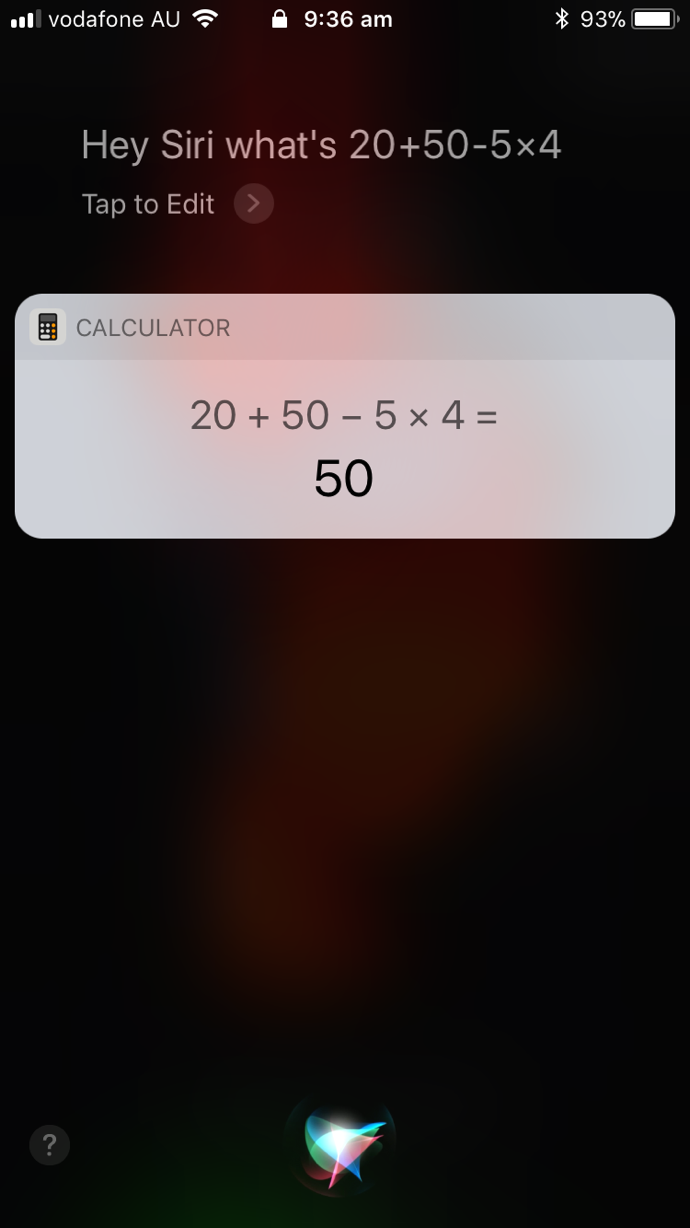 vodafone AU 9:36 am 93%
Hey Siri what's 20+50-5×4
Tap to Edit
CALCULATOR
20 + 50 − 5 × 4 =
50
?